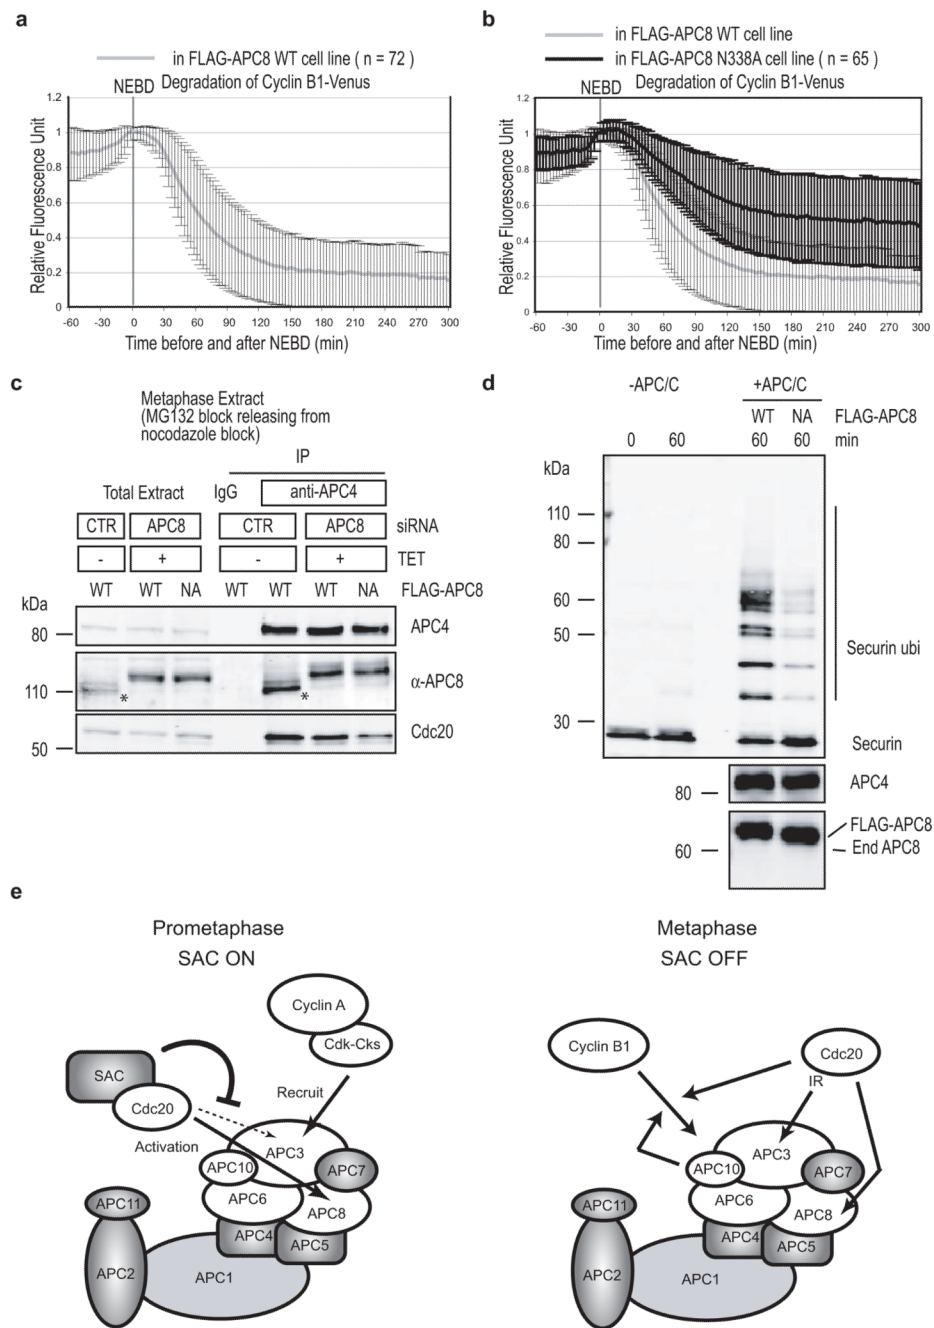 a
in FLAG-APC8 WT cell line ( n = 72 )
NEBD
Degradation of Cyclin B1-Venus
Relative Fluorescence Unit
1.2
1
0.8
0.6
0.4
0.2
0
-60 -30 0 30 60 90 120 150 180 210 240 270 300
Time before and after NEBD (min)
b
in FLAG-APC8 WT cell line
in FLAG-APC8 N338A cell line ( n = 65 )
NEBD
Degradation of Cyclin B1-Venus
Relative Fluorescence Unit
1.2
1
0.8
0.6
0.4
0.2
0
-60 -30 0 30 60 90 120 150 180 210 240 270 300
Time before and after NEBD (min)
c
Metaphase Extract
(MG132 block releasing from
nocodazole block)
IP
Total Extract IgG anti-APC4
CTR APC8 CTR APC8 siRNA
- + - + TET
WT WT NA WT WT WT NA FLAG-APC8
kDa
80 APC4
110 * * α-APC8
50 Cdc20
d
-APC/C +APC/C
WT NA FLAG-APC8
0 60 60 60 min
kDa
110
80
60
50
30
Securin ubi
Securin
80 APC4
FLAG-APC8
60 End APC8
e
Prometaphase
SAC ON
Cyclin A
Cdk-Cks
SAC
Cdc20
Recruit
Activation
APC3
APC10
APC7
APC6
APC8
APC11
APC4
APC5
APC2
APC1
Metaphase
SAC OFF
Cyclin B1
Cdc20
IR
APC3
APC10
APC7
APC6
APC8
APC11
APC4
APC5
APC2
APC1